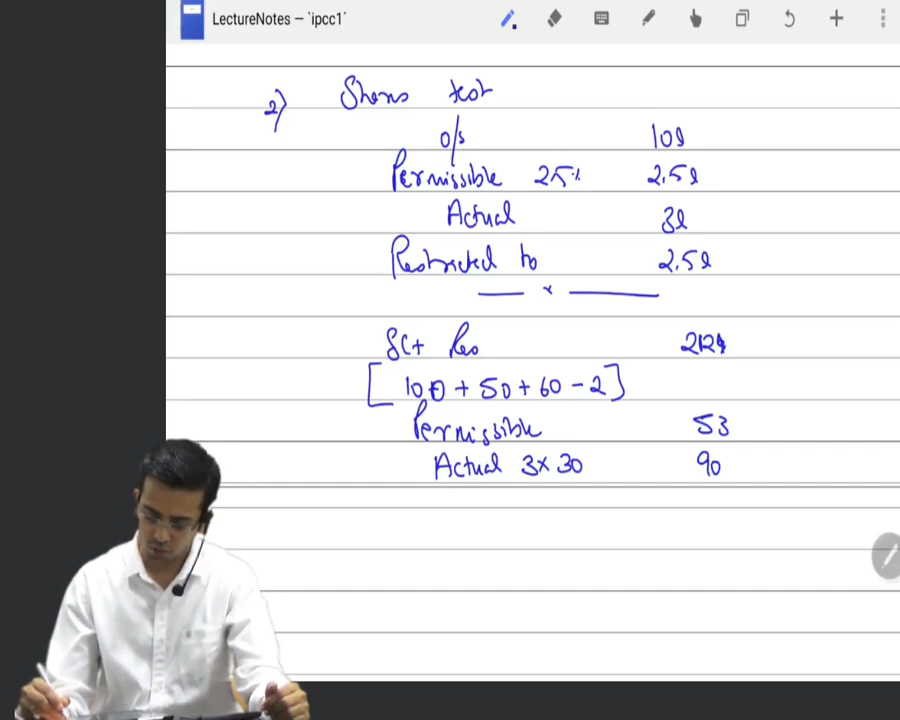 LectureNotes – `ipcc1´
2) Shares test
o/s 10l
Permissible 25% 2.5l
Actual 3l
Restricted to 2.5l
x
SC+ Res
[100 + 50 + 60 - 2]
Permissible 53
Actual 3x30 90